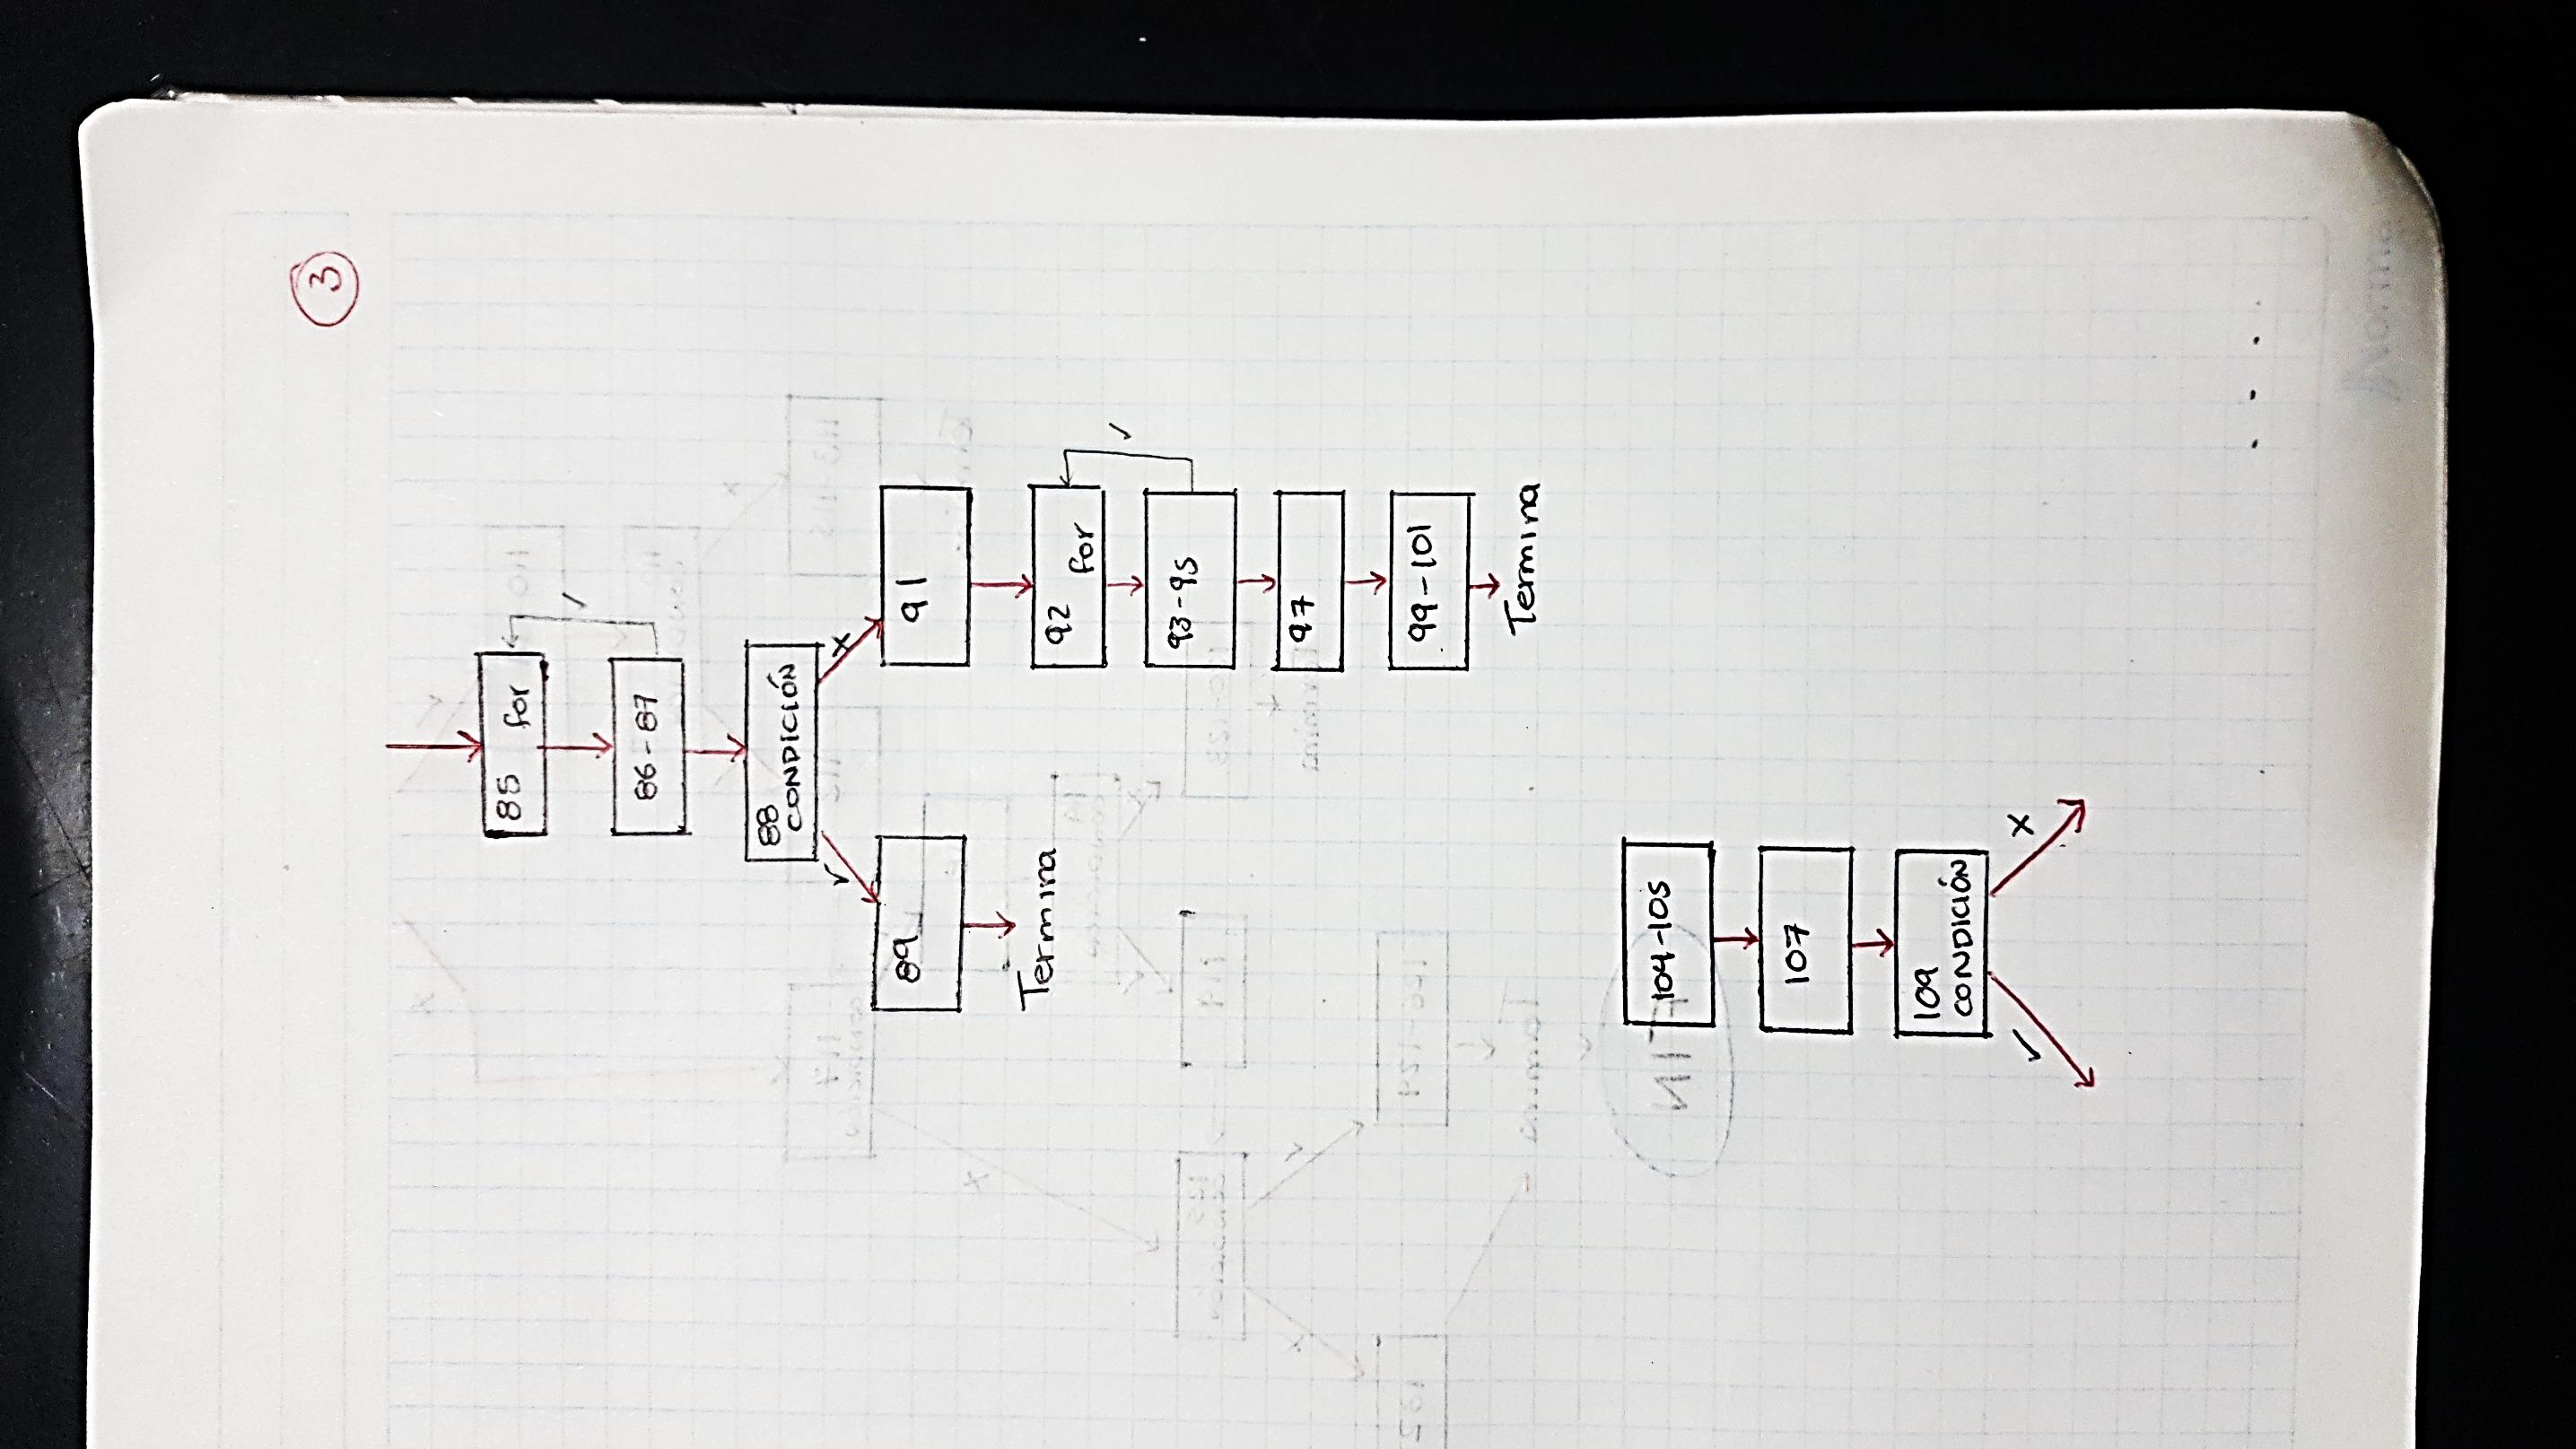 3
85 for
✓
86-87
88
CONDICIÓN
✓
x
89
Termina
91
92 for
✓
93-95
97
99-101
Termina
104-105
107
109
CONDICIÓN
✓
x